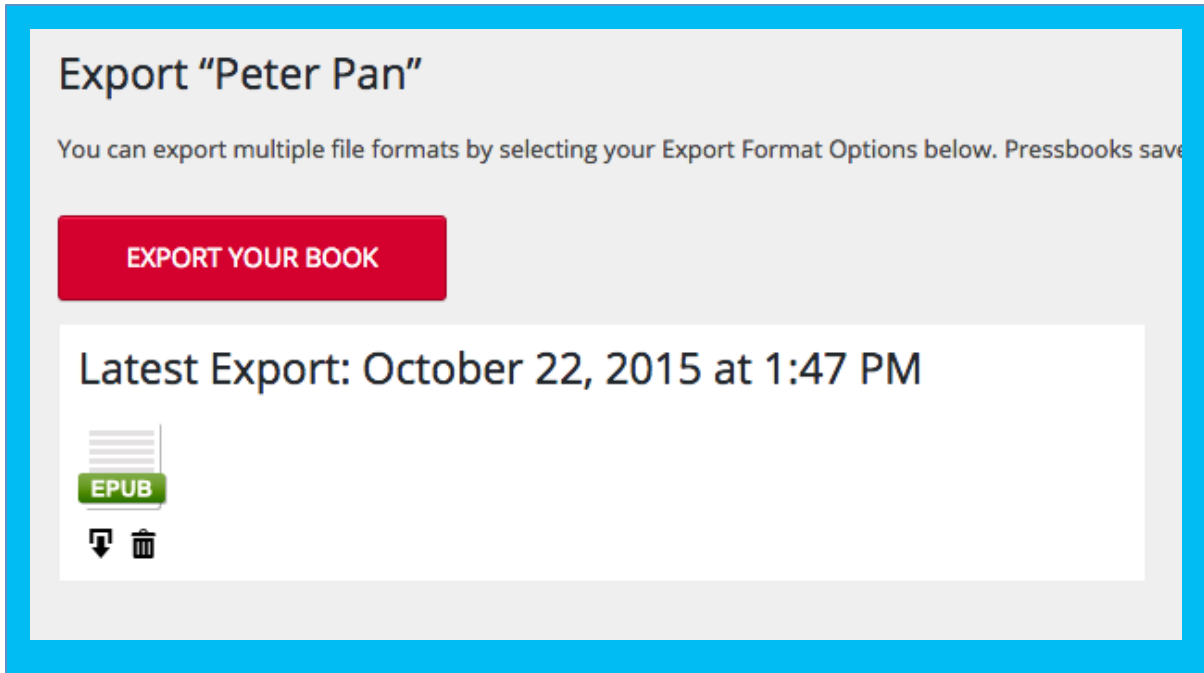 Export “Peter Pan”
You can export multiple file formats by selecting your Export Format Options below. Pressbooks save
EXPORT YOUR BOOK
Latest Export: October 22, 2015 at 1:47 PM
EPUB